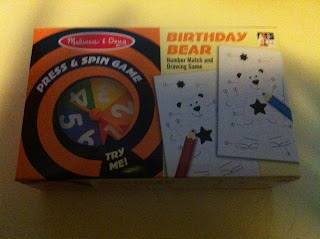 Melissa & Doug
PRESS & SPIN GAME
TRY
ME!
BIRTHDAY
BEAR
Number Match and
Drawing Game